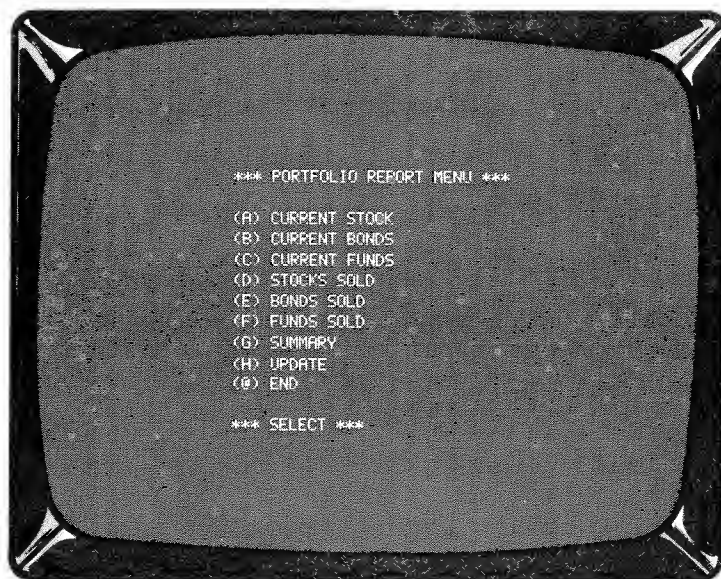 *** PORTFOLIO REPORT MENU ***
(A) CURRENT STOCK
(B) CURRENT BONDS
(C) CURRENT FUNDS
(D) STOCKS SOLD
(E) BONDS SOLD
(F) FUNDS SOLD
(G) SUMMARY
(H) UPDATE
(@) END
*** SELECT ***